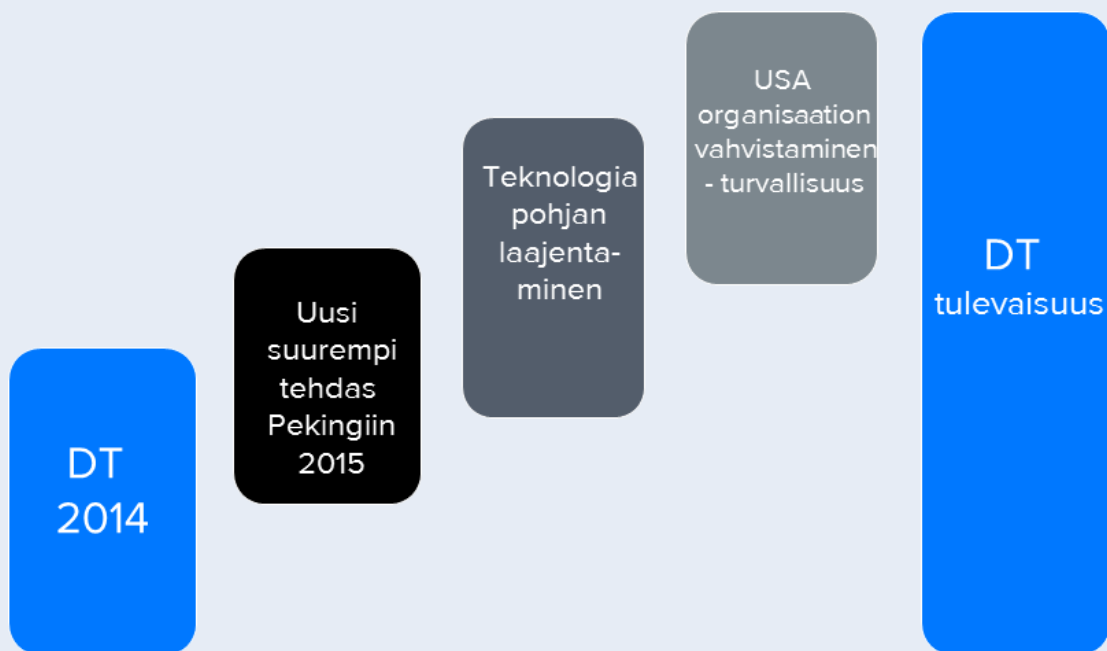 DT
2014
Uusi
suurempi
tehdas
Pekingiin
2015
Teknologia
pohjan
laajenta-
minen
USA
organisaation
vahvistaminen
- turvallisuus
DT
tulevaisuus